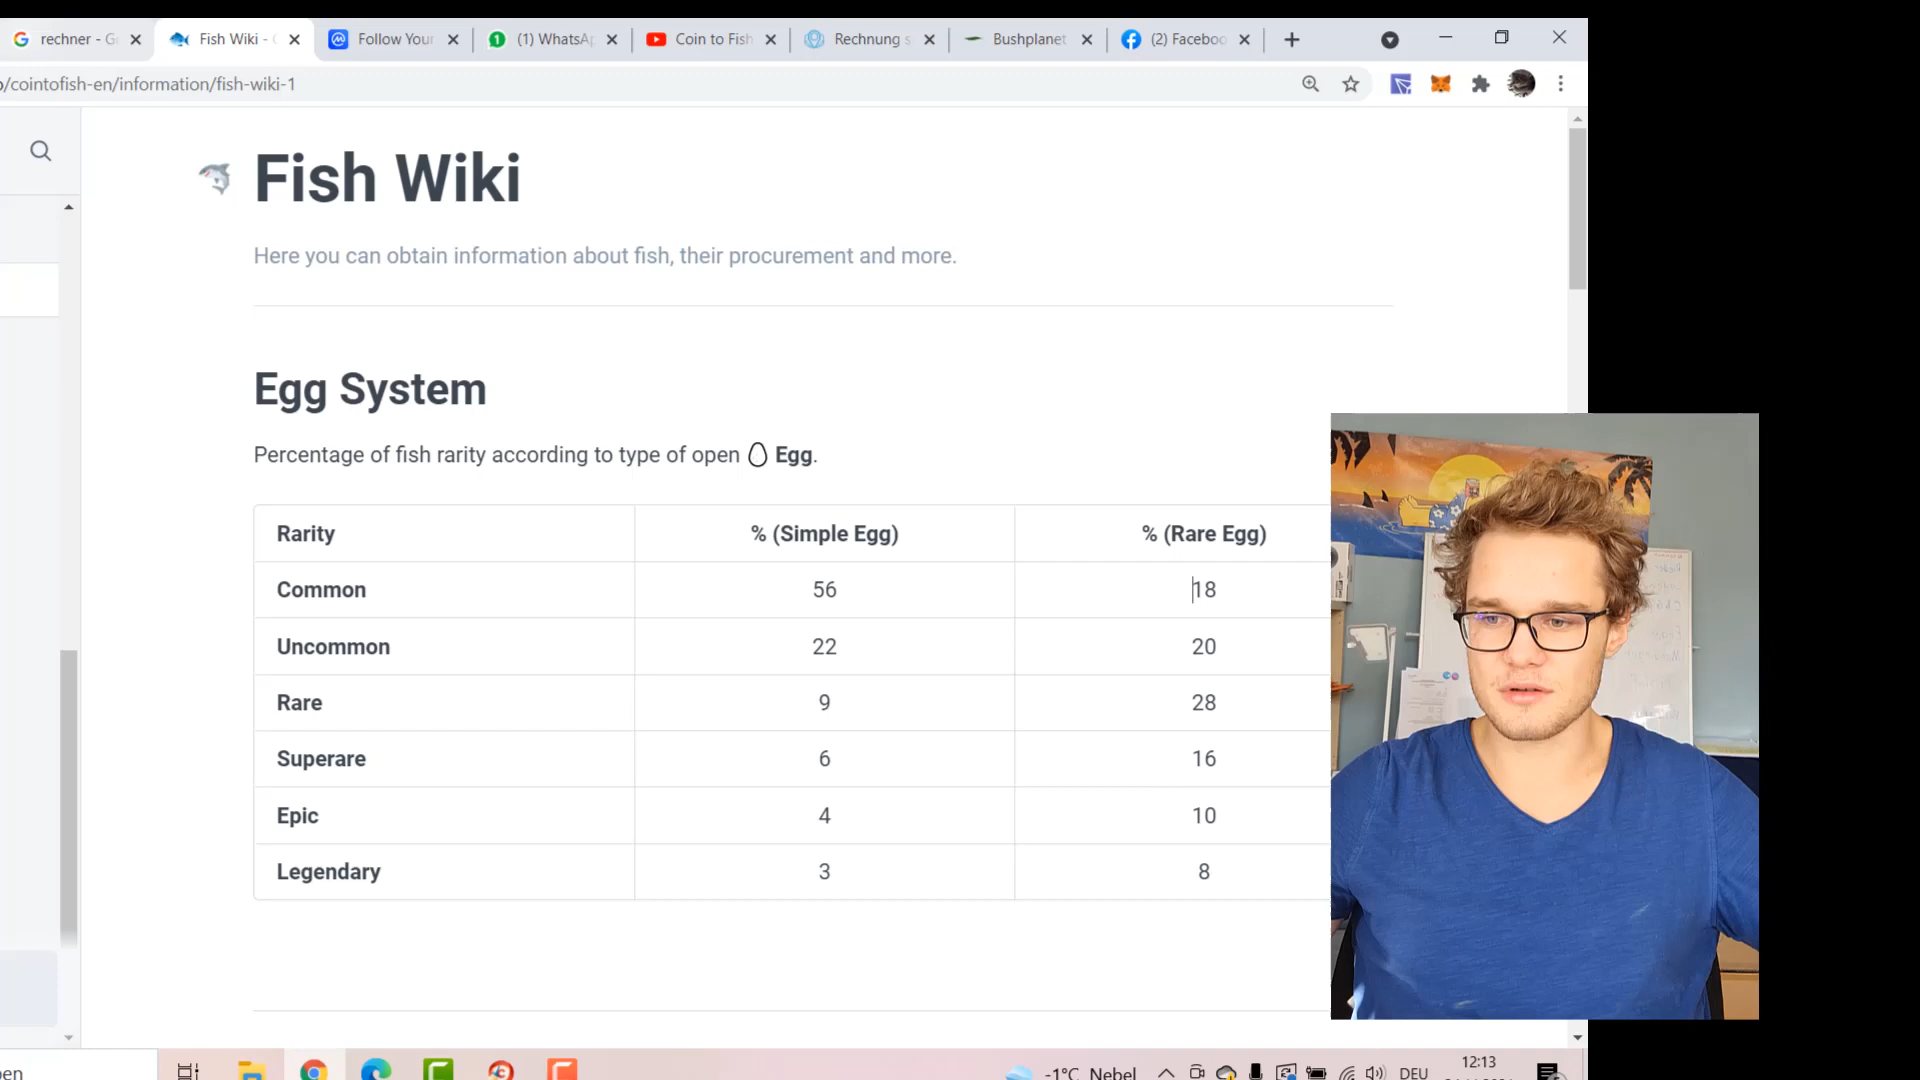 rechner - G
Fish Wiki -
Follow Your
(1) WhatsA
Coin to Fish
Rechnung s
Bushplanet
(2) Faceboo
/cointofish-en/information/fish-wiki-1
Fish Wiki
Here you can obtain information about fish, their procurement and more.
Egg System
Percentage of fish rarity according to type of open Egg.
Rarity % (Simple Egg) % (Rare Egg)
Common 56 18
Uncommon 22 20
Rare 9 28
Superare 6 16
Epic 4 10
Legendary 3 8
-1°C Nebel
DEU
12:13